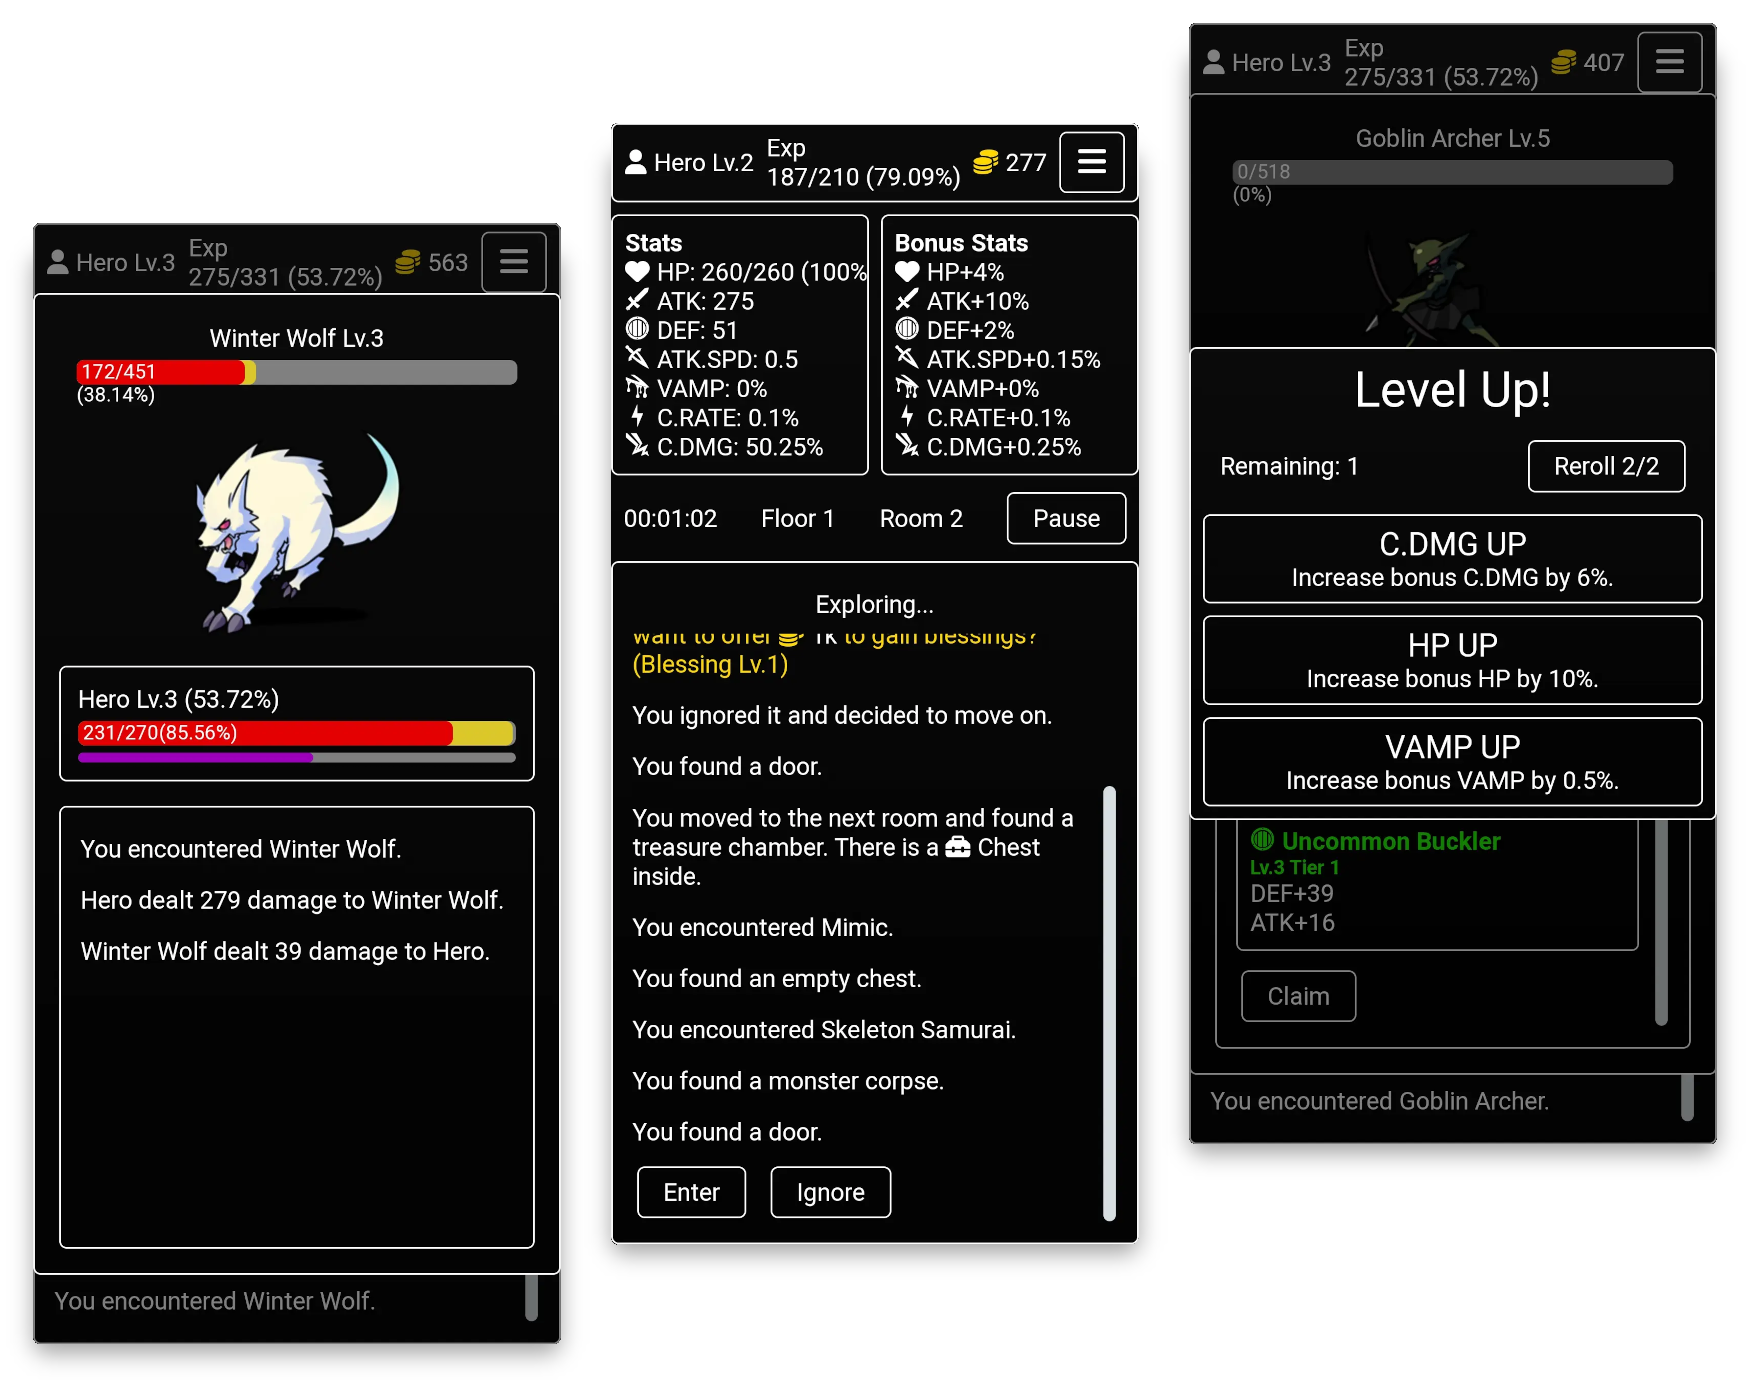 Hero Lv.3
Exp
275/331 (53.72%)
563
Winter Wolf Lv.3
172/451
(38.14%)
Hero Lv.3 (53.72%)
231/270(85.56%)
You encountered Winter Wolf.
Hero dealt 279 damage to Winter Wolf.
Winter Wolf dealt 39 damage to Hero.
You encountered Winter Wolf.
Hero Lv.2
Exp
187/210 (79.09%)
277
Stats
HP: 260/260 (100%
ATK: 275
DEF: 51
ATK.SPD: 0.5
VAMP: 0%
C.RATE: 0.1%
C.DMG: 50.25%
Bonus Stats
HP+4%
ATK+10%
DEF+2%
ATK.SPD+0.15%
VAMP+0%
C.RATE+0.1%
C.DMG+0.25%
00:01:02
Floor 1
Room 2
Pause
Exploring...
want to offer 1k to gain blessings?
(Blessing Lv.1)
You ignored it and decided to move on.
You found a door.
You moved to the next room and found a
treasure chamber. There is a Chest
inside.
You encountered Mimic.
You found an empty chest.
You encountered Skeleton Samurai.
You found a monster corpse.
You found a door.
Enter
Ignore
Hero Lv.3
Exp
275/331 (53.72%)
407
Goblin Archer Lv.5
0/518
(0%)
Level Up!
Remaining: 1
Reroll 2/2
C.DMG UP
Increase bonus C.DMG by 6%.
HP UP
Increase bonus HP by 10%.
VAMP UP
Increase bonus VAMP by 0.5%.
Uncommon Buckler
Lv.3 Tier 1
DEF+39
ATK+16
Claim
You encountered Goblin Archer.